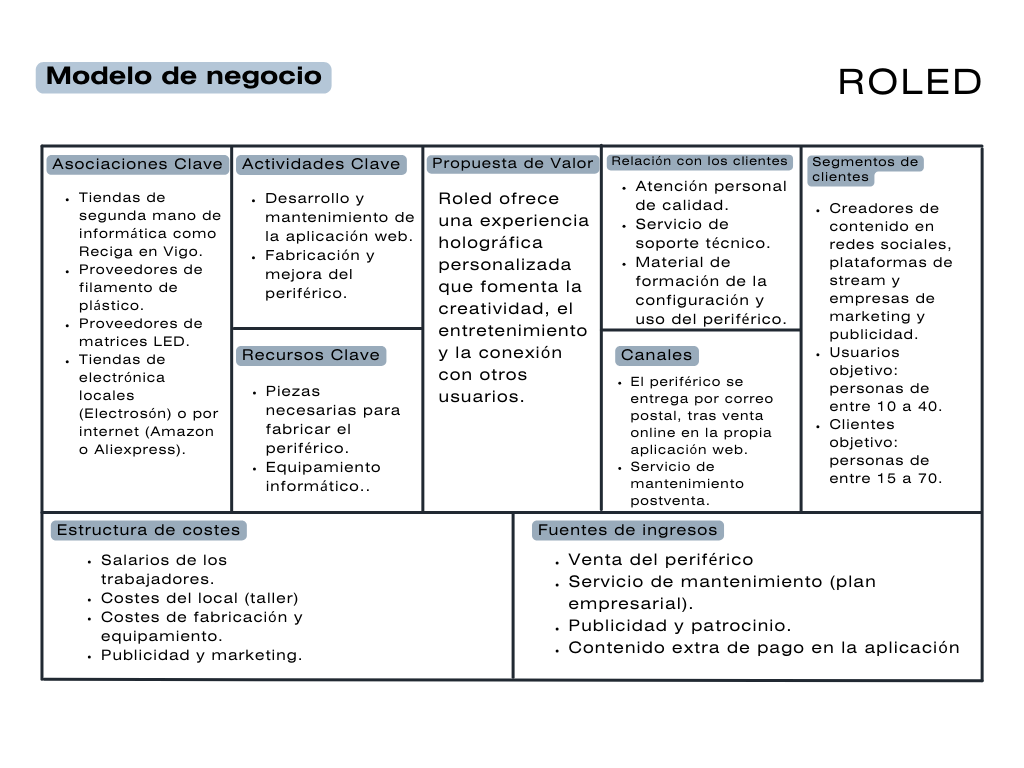 Modelo de negocio
ROLED
Asociaciones Clave
Tiendas de
segunda mano de
informática como
Reciga en Vigo.
Proveedores de
filamento de
plástico.
Proveedores de
matrices LED.
Tiendas de
electrónica
locales
(Electrosón) o por
internet (Amazon
o Aliexpress).
Actividades Clave
Desarrollo y
mantenimiento de
la aplicación web.
Fabricación y
mejora del
periférico.
Recursos Clave
Piezas
necesarias para
fabricar el
periférico.
Equipamiento
informático..
Propuesta de Valor
Roled ofrece
una experiencia
holográfica
personalizada
que fomenta la
creatividad, el
entretenimiento
y la conexión
con otros
usuarios.
Relación con los clientes
Atención personal
de calidad.
Servicio de
soporte técnico.
Material de
formación de la
configuración y
uso del periférico.
Canales
El periférico se
entrega por correo
postal, tras venta
online en la propia
aplicación web.
Servicio de
mantenimiento
postventa.
Segmentos de
clientes
Creadores de
contenido en
redes sociales,
plataformas de
stream y
empresas de
marketing y
publicidad.
Usuarios
objetivo:
personas de
entre 10 a 40.
Clientes
objetivo:
personas de
entre 15 a 70.
Estructura de costes
Salarios de los
trabajadores.
Costes del local (taller)
Costes de fabricación y
equipamiento.
Publicidad y marketing.
Fuentes de ingresos
Venta del periférico
Servicio de mantenimiento (plan
empresarial).
Publicidad y patrocinio.
Contenido extra de pago en la aplicación